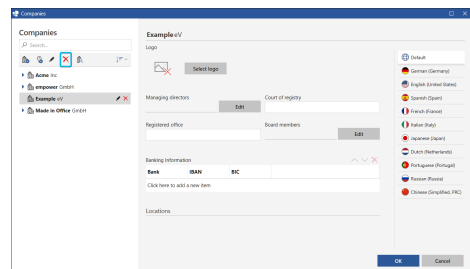 Companies
Companies
Search...
Acme Inc
empower GmbH
Example eV
Made in Office GmbH
Example eV
Logo
Select logo
Managing directors
Edit
Court of registry
Registered office
Board members
Edit
Banking information
Bank IBAN BIC
Click here to add a new item
Locations
Default
German (Germany)
English (United States)
Spanish (Spain)
French (France)
Italian (Italy)
Japanese (Japan)
Dutch (Netherlands)
Portuguese (Portugal)
Russian (Russia)
Chinese (Simplified, PRC)
OK Cancel